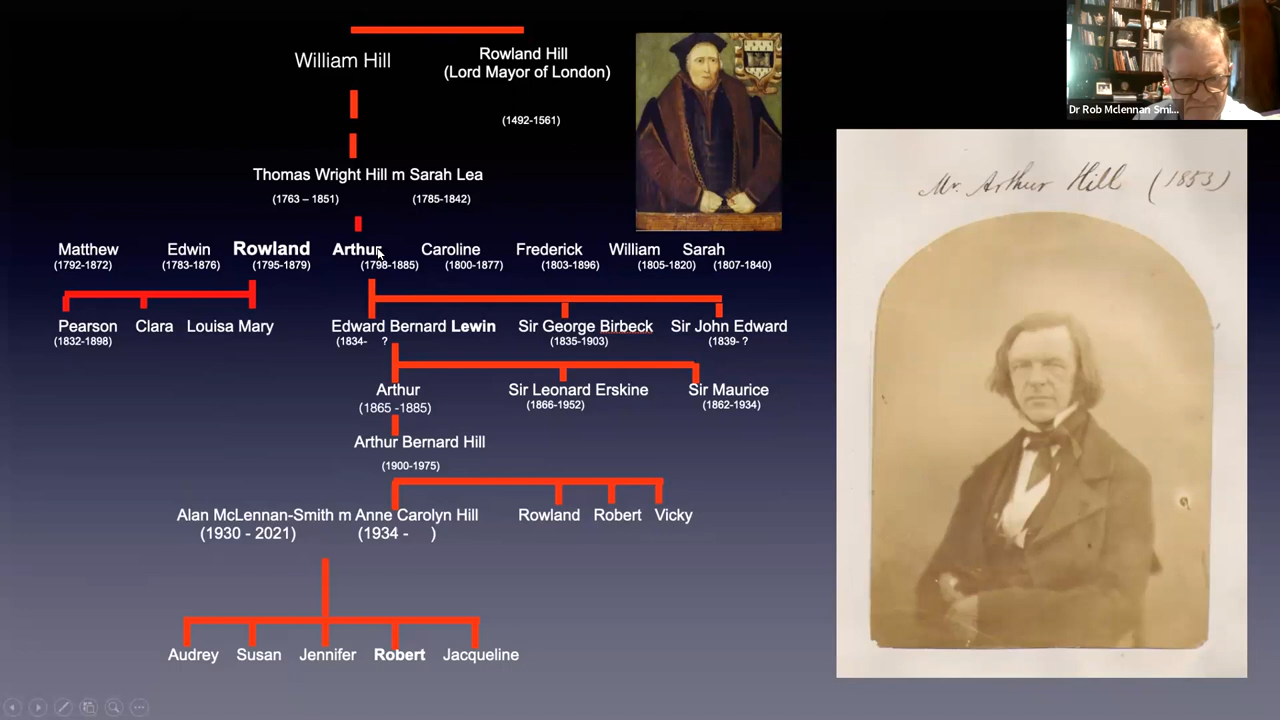 William Hill
Rowland Hill
(Lord Mayor of London)
(1492-1561)
Dr Rob Mclennan Smi...
Mr. Arthur Hill (1853)
Thomas Wright Hill m Sarah Lea
(1763 – 1851) (1785-1842)
Matthew Edwin Rowland Arthur Caroline Frederick William Sarah
(1792-1872) (1783-1876) (1795-1879) (1798-1885) (1800-1877) (1803-1896) (1805-1820) (1807-1840)
Pearson Clara Louisa Mary Edward Bernard Lewin Sir George Birbeck Sir John Edward
(1832-1898) (1834- ? (1835-1903) (1839- ?)
Arthur Sir Leonard Erskine Sir Maurice
(1865 -1885) (1866-1952) (1862-1934)
Arthur Bernard Hill
(1900-1975)
Alan McLennan-Smith m Anne Carolyn Hill Rowland Robert Vicky
(1930 - 2021) (1934 - )
Audrey Susan Jennifer Robert Jacqueline